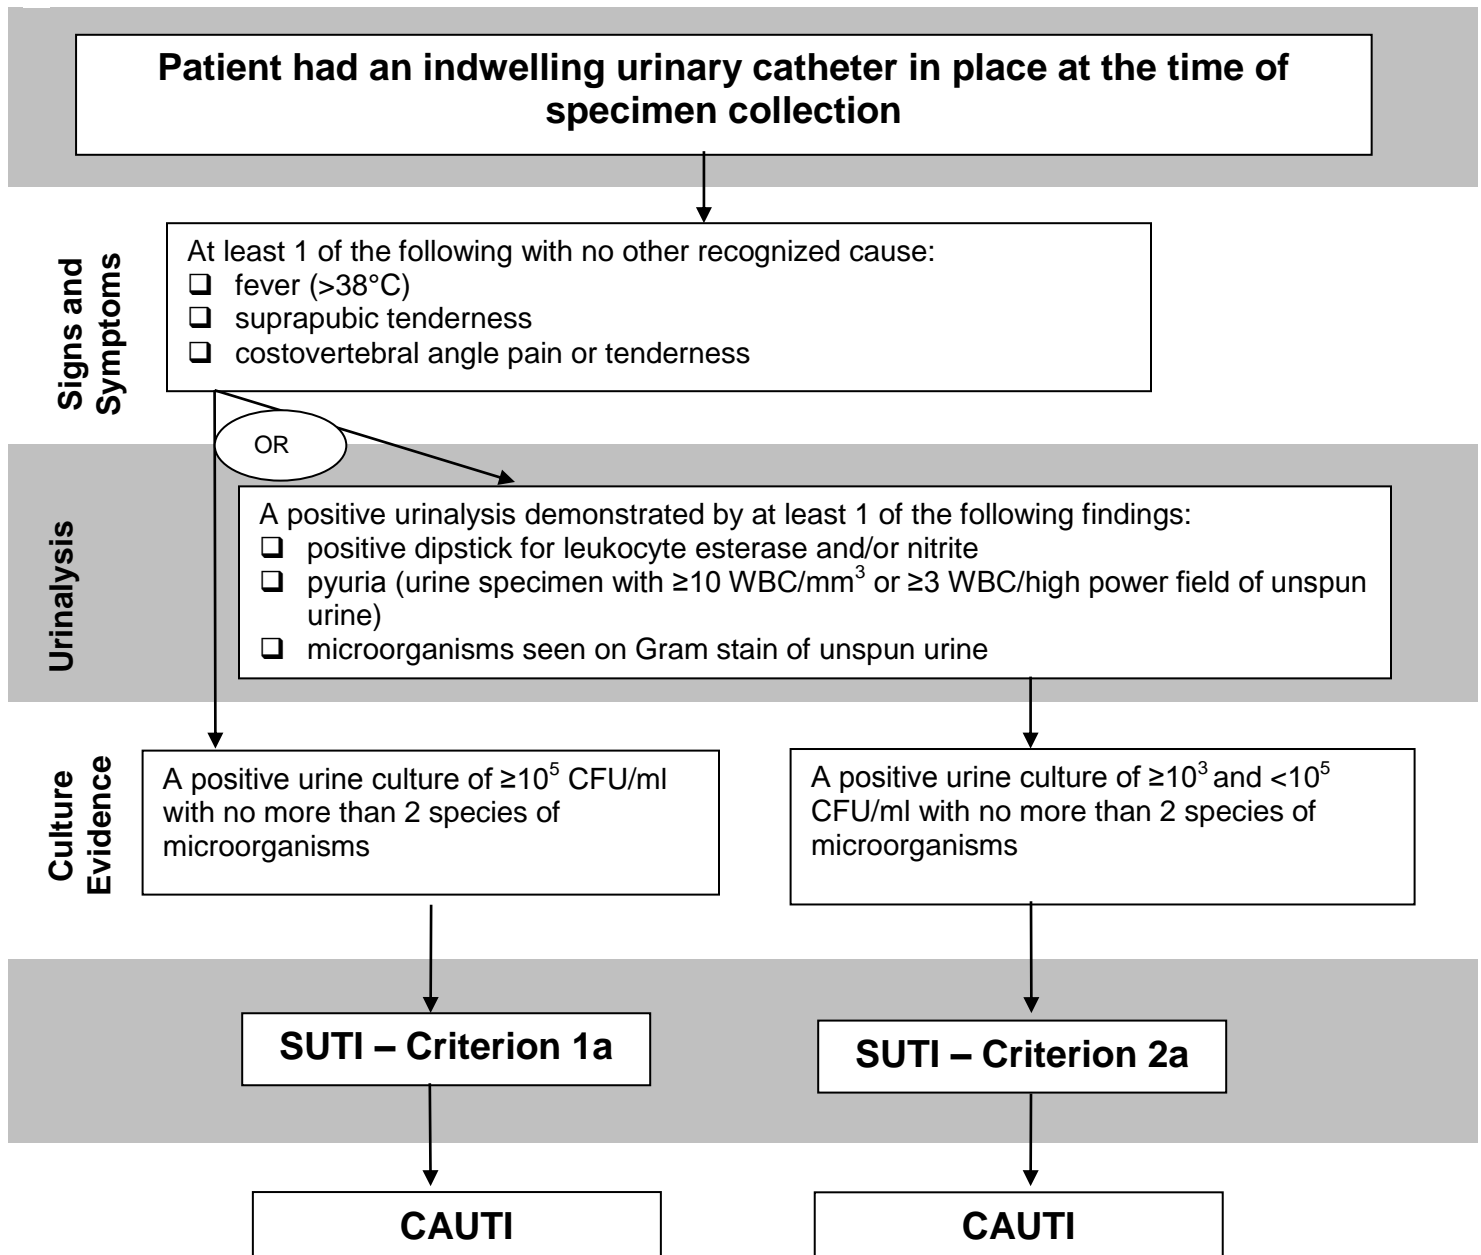 Patient had an indwelling urinary catheter in place at the time of
specimen collection
Signs and
Symptoms
At least 1 of the following with no other recognized cause:
❑ fever (>38°C)
❑ suprapubic tenderness
❑ costovertebral angle pain or tenderness
OR
Urinalysis
A positive urinalysis demonstrated by at least 1 of the following findings:
❑ positive dipstick for leukocyte esterase and/or nitrite
❑ pyuria (urine specimen with ≥10 WBC/mm³ or ≥3 WBC/high power field of unspun
urine)
❑ microorganisms seen on Gram stain of unspun urine
Culture
Evidence
A positive urine culture of ≥10⁵ CFU/ml
with no more than 2 species of
microorganisms
A positive urine culture of ≥10³ and <10⁵
CFU/ml with no more than 2 species of
microorganisms
SUTI – Criterion 1a
SUTI – Criterion 2a
CAUTI
CAUTI